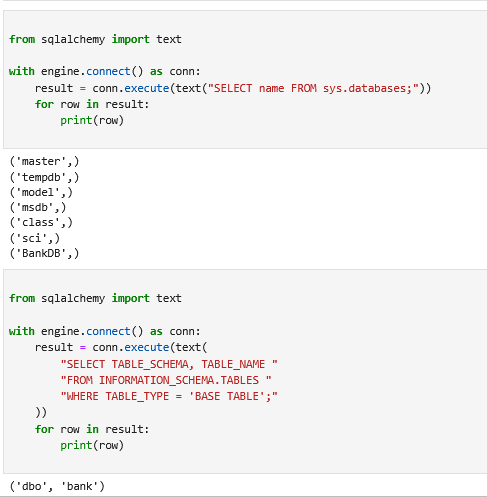 from sqlalchemy import text
with engine.connect() as conn:
    result = conn.execute(text("SELECT name FROM sys.databases;"))
    for row in result:
        print(row)
('master',)
('tempdb',)
('model',)
('msdb',)
('class',)
('sci',)
('BankDB',)
from sqlalchemy import text
with engine.connect() as conn:
    result = conn.execute(text(
        "SELECT TABLE_SCHEMA, TABLE_NAME "
        "FROM INFORMATION_SCHEMA.TABLES "
        "WHERE TABLE_TYPE = 'BASE TABLE';"
    ))
    for row in result:
        print(row)
('dbo', 'bank')